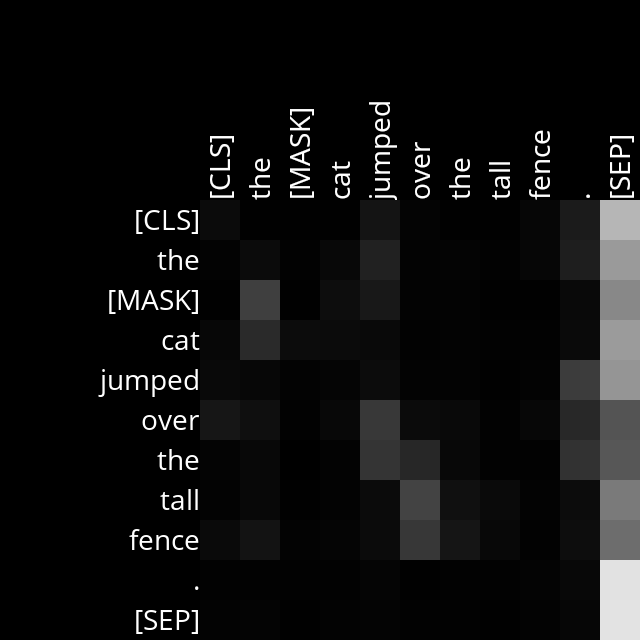 [CLS] the [MASK] cat jumped over the tall fence . [SEP]
[CLS]
the
[MASK]
cat
jumped
over
the
tall
fence
.
[SEP]